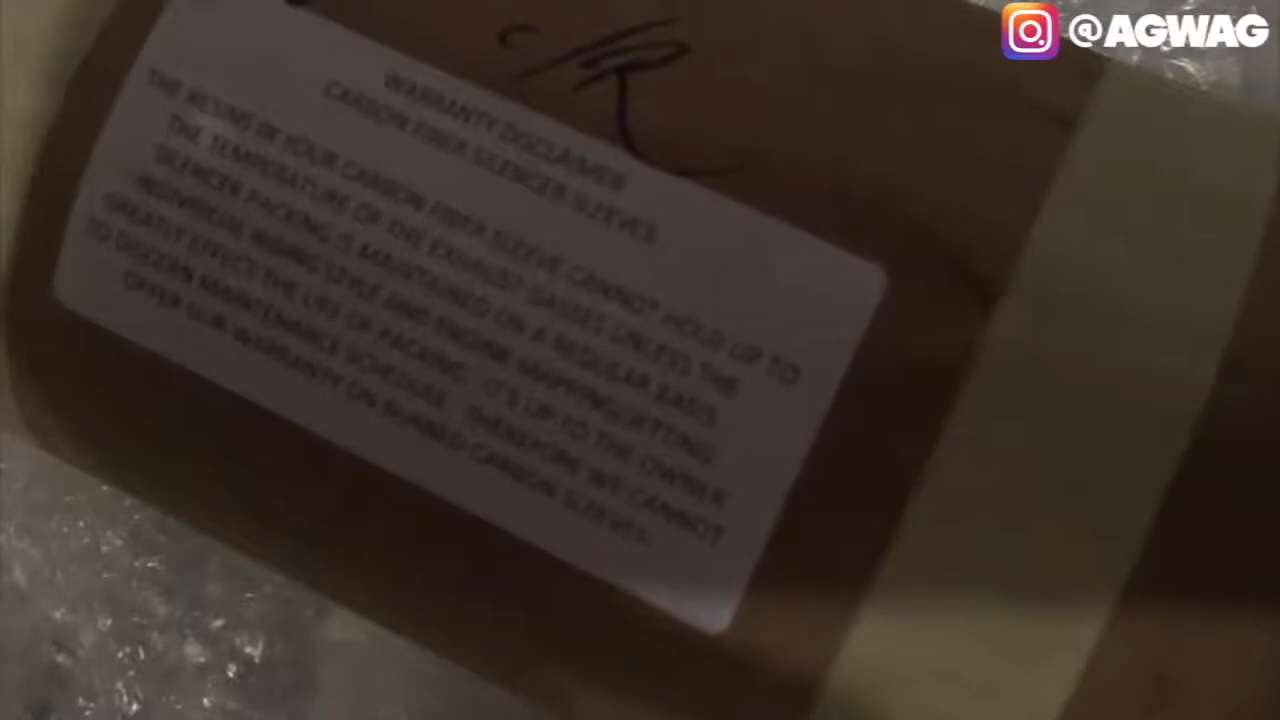 @AGWAG
WARRANTY DISCLAIMER
CARBON FIBER SILENCER SLEEVES
THE RESINS IN YOUR CARBON FIBER SLEEVE CANNOT HOLD UP TO
THE TEMPERATURE OF THE EXHAUST GASSES UNLESS THE
SILENCER PACKING IS MAINTAINED ON A REGULAR BASIS.
INDIVIDUAL RIDING STYLE AND ENGINE MAPPING/JETTING
GREATLY EFFECT THE LIFE OF PACKING. IT'S UP TO THE OWNER
TO DISCERN MAINTENANCE SCHEDULE. THEREFORE WE CANNOT
OFFER OUR WARRANTY ON BURNED CARBON SLEEVES.